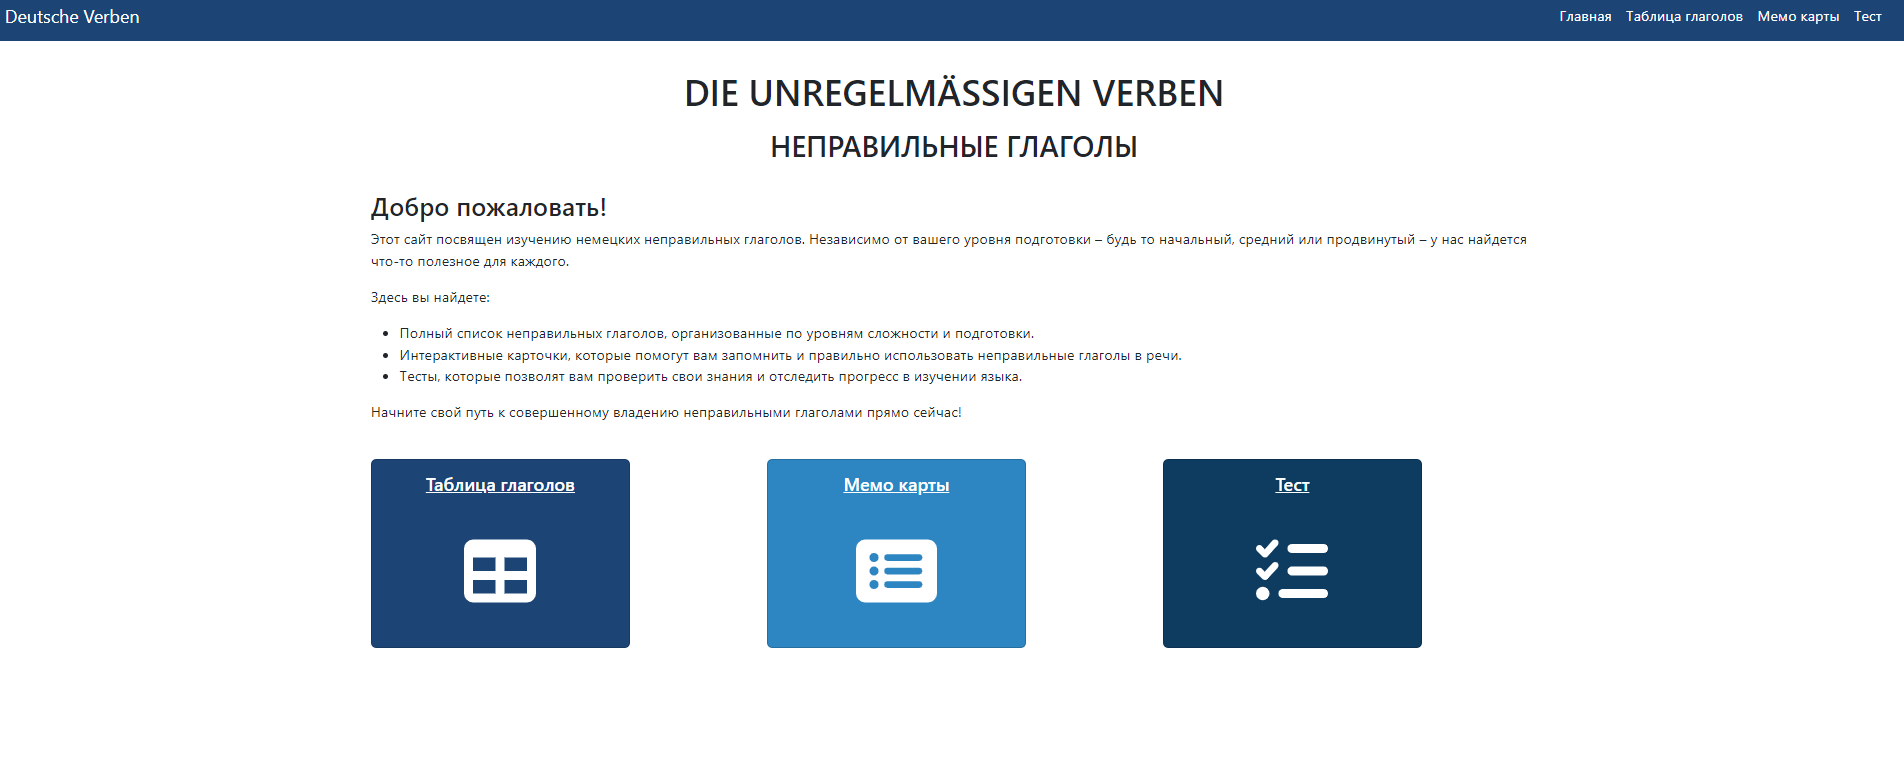 Deutsche Verben
Главная Таблица глаголов Мемо карты Тест
DIE UNREGELMÄSSIGEN VERBEN
НЕПРАВИЛЬНЫЕ ГЛАГОЛЫ
Добро пожаловать!
Этот сайт посвящен изучению немецких неправильных глаголов. Независимо от вашего уровня подготовки – будь то начальный, средний или продвинутый – у нас найдется
что-то полезное для каждого.
Здесь вы найдете:
Полный список неправильных глаголов, организованные по уровням сложности и подготовки.
Интерактивные карточки, которые помогут вам запомнить и правильно использовать неправильные глаголы в речи.
Тесты, которые позволят вам проверить свои знания и отследить прогресс в изучении языка.
Начните свой путь к совершенному владению неправильными глаголами прямо сейчас!
Таблица глаголов
Мемо карты
Тест